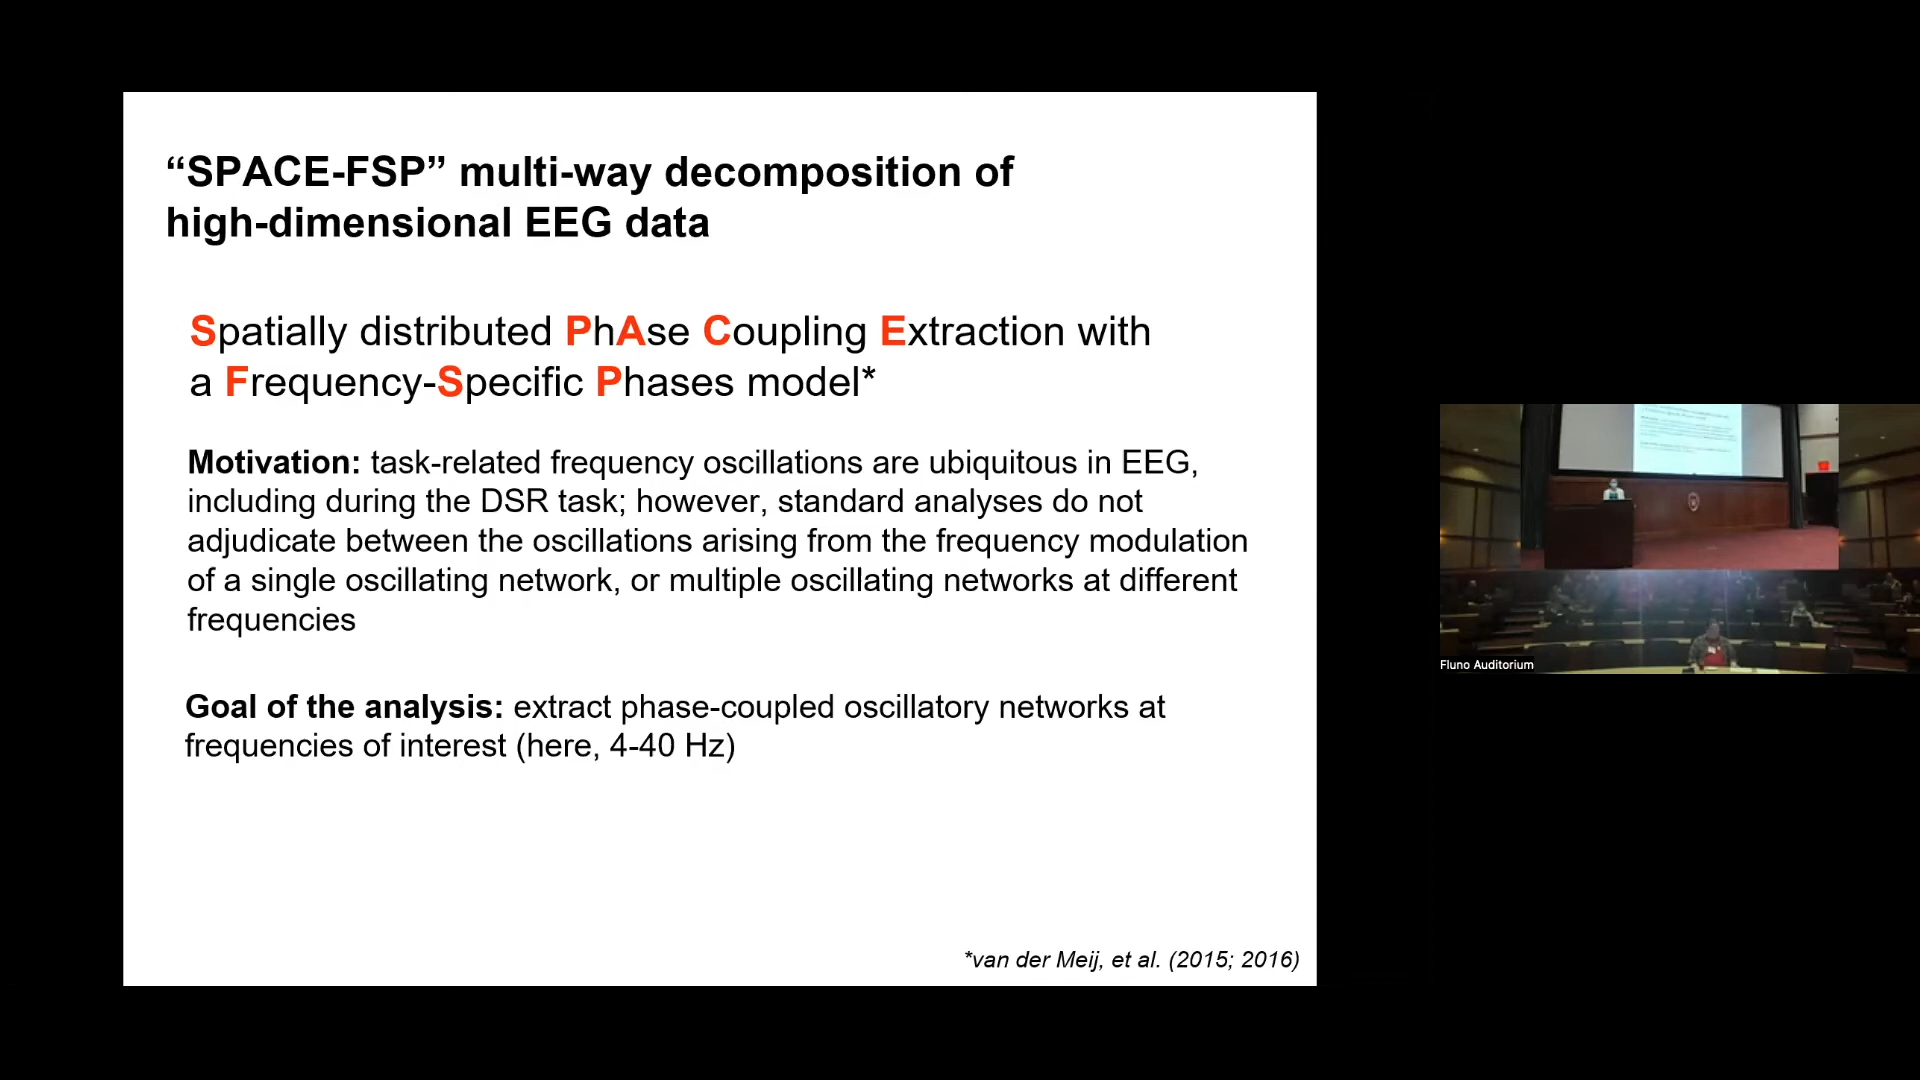 “SPACE-FSP” multi-way decomposition of
high-dimensional EEG data
Spatially distributed PhAse Coupling Extraction with
a Frequency-Specific Phases model*
Motivation: task-related frequency oscillations are ubiquitous in EEG,
including during the DSR task; however, standard analyses do not
adjudicate between the oscillations arising from the frequency modulation
of a single oscillating network, or multiple oscillating networks at different
frequencies
Goal of the analysis: extract phase-coupled oscillatory networks at
frequencies of interest (here, 4-40 Hz)
*van der Meij, et al. (2015; 2016)
Fluno Auditorium